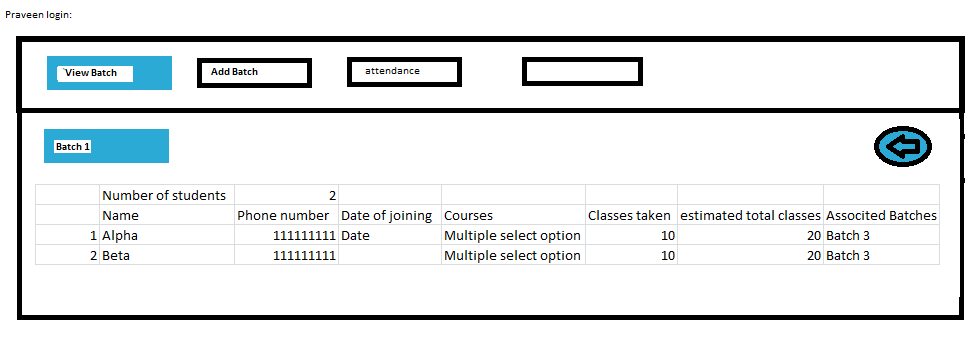 Praveen login:
`View Batch
Add Batch
attendance
Batch 1
Number of students 2
Name Phone number Date of joining Courses Classes taken estimated total classes Associted Batches
1 Alpha 111111111 Date Multiple select option 10 20 Batch 3
2 Beta 111111111 Multiple select option 10 20 Batch 3